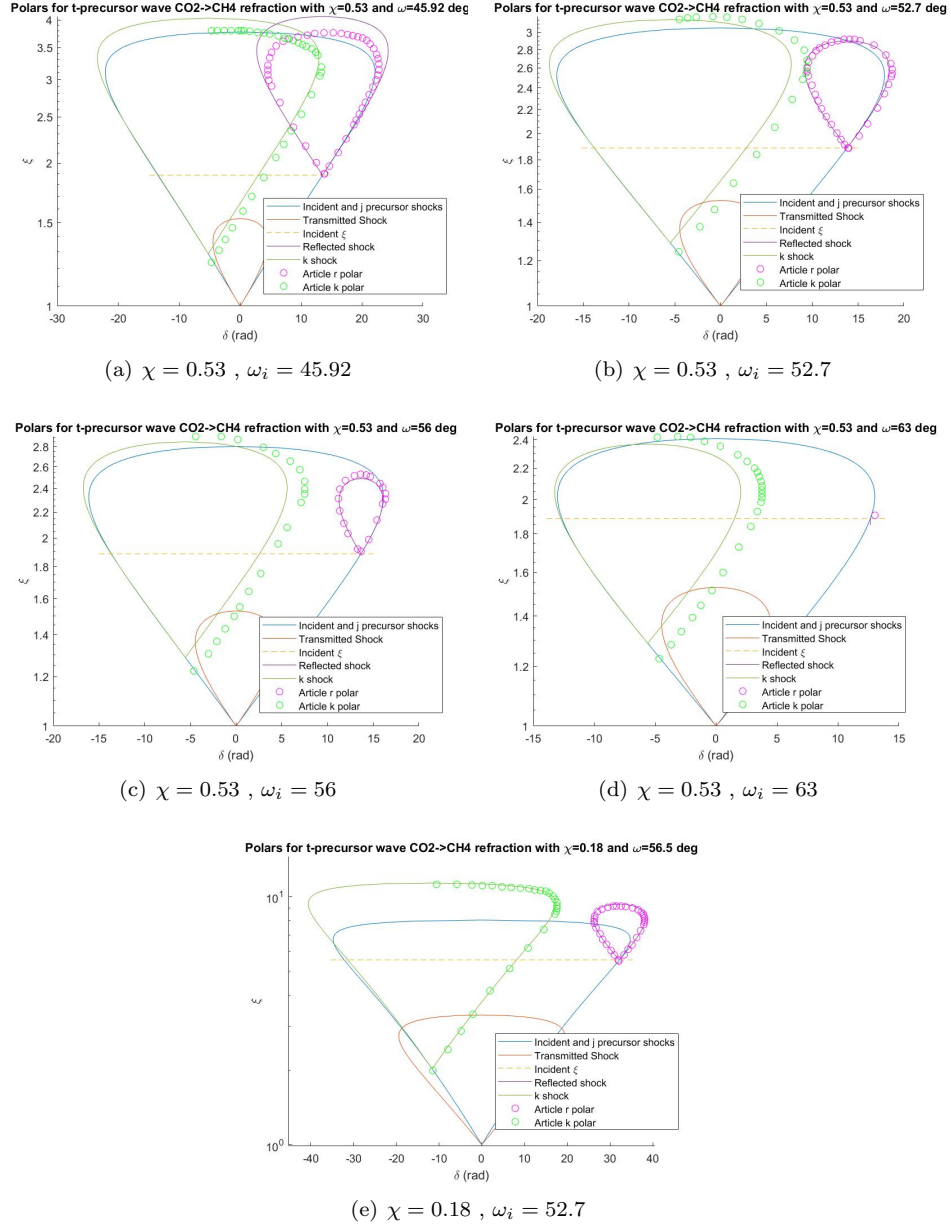 Polars for t-precursor wave CO2->CH4 refraction with χ=0.53 and ω=45.92 deg
4
3.5
3
2.5
2
1.5
1
ξ
-30 -20 -10 0 10 20 30
δ (rad)
Incident and j precursor shocks
Transmitted Shock
Incident ξ
Reflected shock
k shock
Article r polar
Article k polar
(a) χ = 0.53 , ω_i = 45.92
Polars for t-precursor wave CO2->CH4 refraction with χ=0.53 and ω=52.7 deg
3
2.6
2.2
2
1.8
1.6
1.4
1.2
1
ξ
-20 -15 -10 -5 0 5 10 15 20
δ (rad)
Incident and j precursor shocks
Transmitted Shock
Incident ξ
Reflected shock
k shock
Article r polar
Article k polar
(b) χ = 0.53 , ω_i = 52.7
Polars for t-precursor wave CO2->CH4 refraction with χ=0.53 and ω=56 deg
2.8
2.6
2.4
2.2
2
1.8
1.6
1.4
1.2
1
ξ
-20 -15 -10 -5 0 5 10 15 20
δ (rad)
Incident and j precursor shocks
Transmitted Shock
Incident ξ
Reflected shock
k shock
Article r polar
Article k polar
(c) χ = 0.53 , ω_i = 56
Polars for t-precursor wave CO2->CH4 refraction with χ=0.53 and ω=63 deg
2.4
2.2
2
1.8
1.6
1.4
1.2
1
ξ
-15 -10 -5 0 5 10 15
δ (rad)
Incident and j precursor shocks
Transmitted Shock
Incident ξ
Reflected shock
k shock
Article r polar
Article k polar
(d) χ = 0.53 , ω_i = 63
Polars for t-precursor wave CO2->CH4 refraction with χ=0.18 and ω=56.5 deg
10^1
10^0
ξ
-40 -30 -20 -10 0 10 20 30 40
δ (rad)
Incident and j precursor shocks
Transmitted Shock
Incident ξ
Reflected shock
k shock
Article r polar
Article k polar
(e) χ = 0.18 , ω_i = 52.7